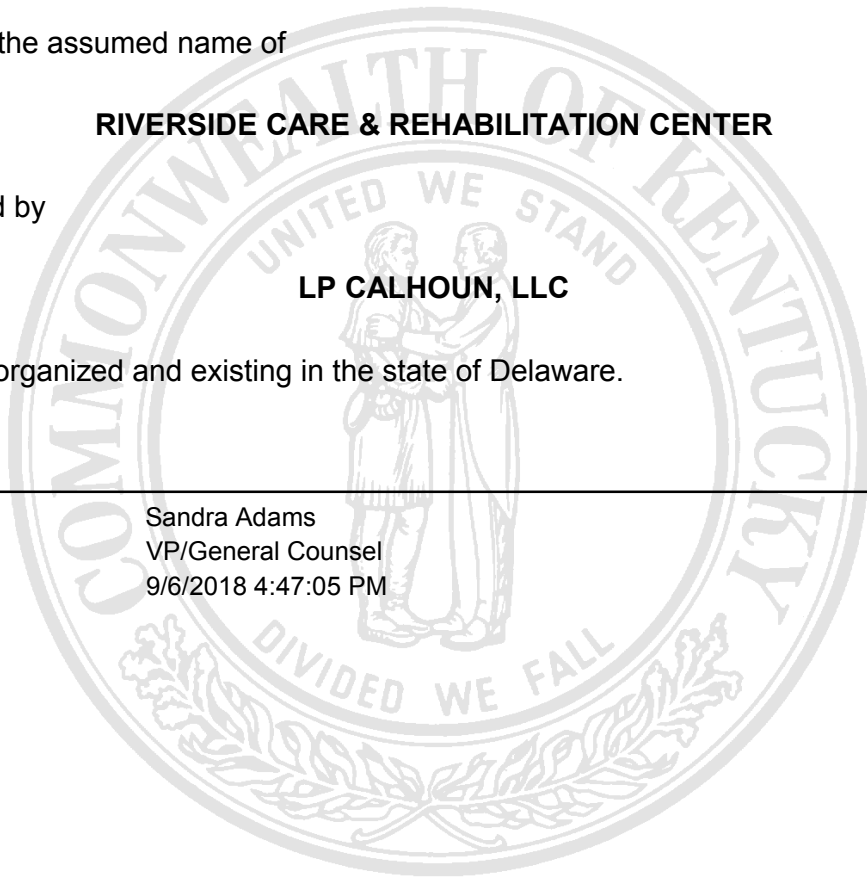 the assumed name of
RIVERSIDE CARE & REHABILITATION CENTER
d by
LP CALHOUN, LLC
organized and existing in the state of Delaware.
Sandra Adams
VP/General Counsel
9/6/2018 4:47:05 PM
COMMONWEALTH OF KENTUCKY
UNITED WE STAND
DIVIDED WE FALL